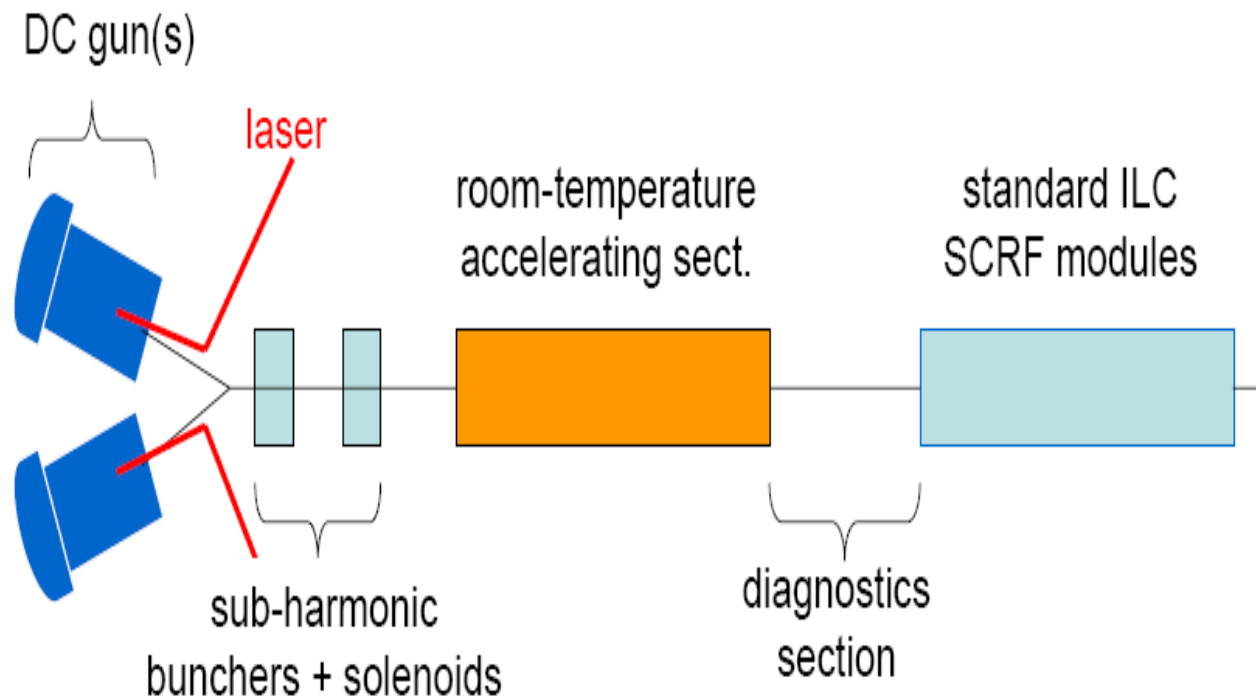 DC gun(s)
laser
room-temperature
accelerating sect.
standard ILC
SCRF modules
sub-harmonic
bunchers + solenoids
diagnostics
section